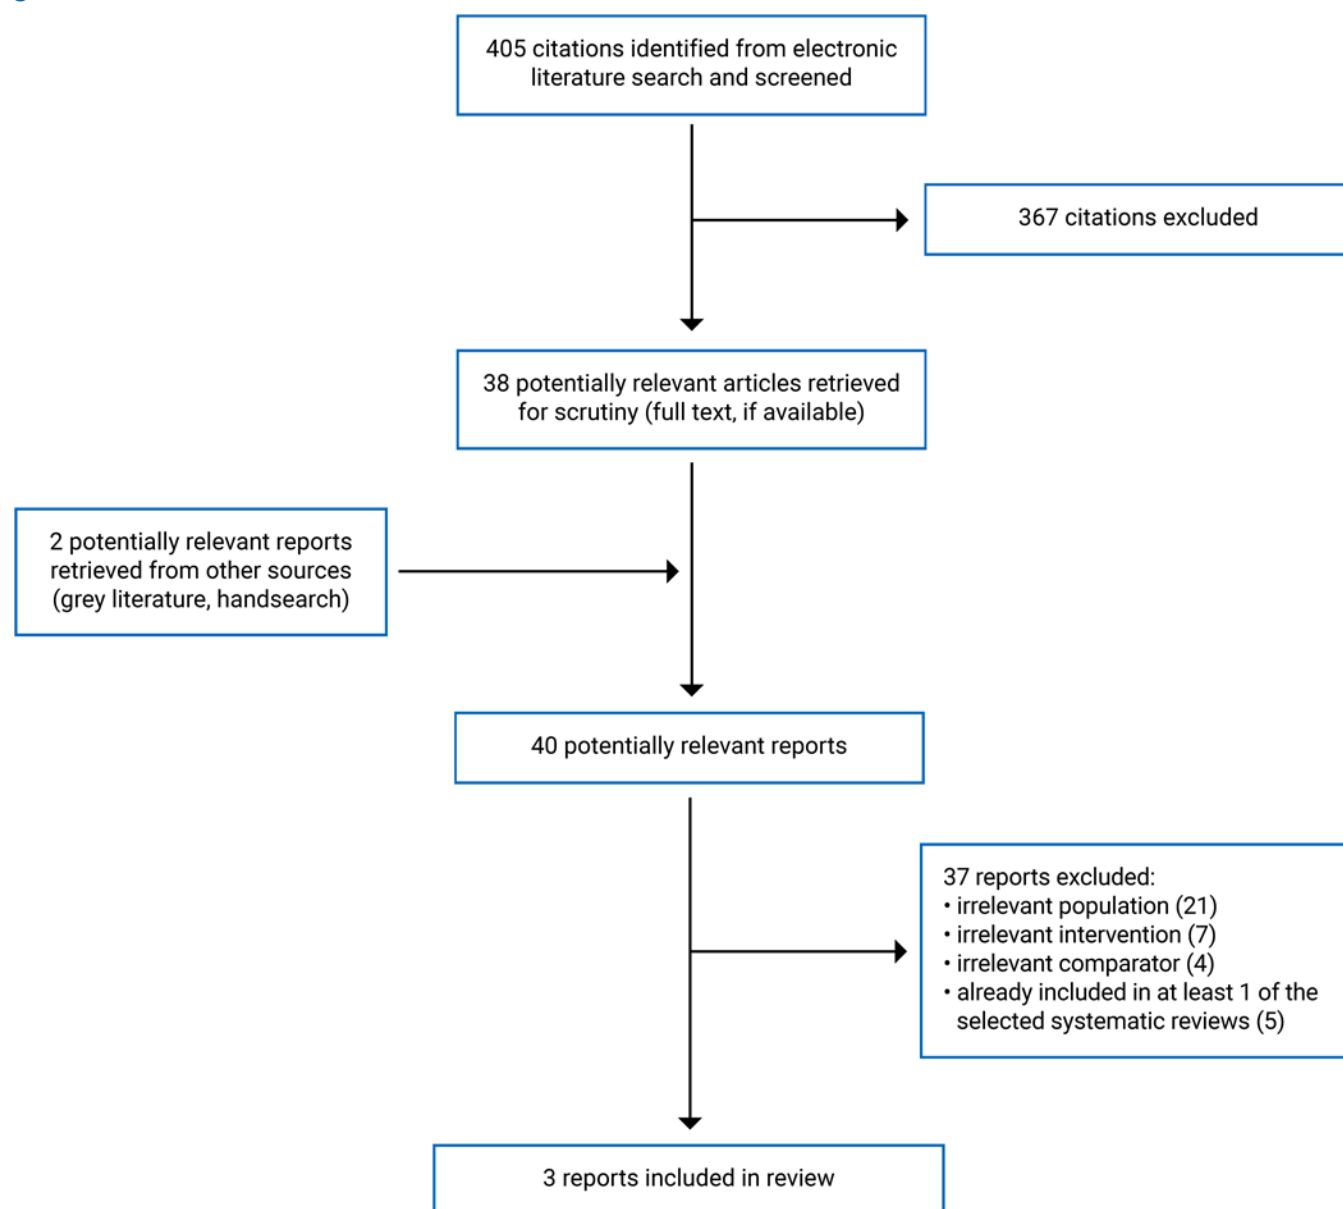 405 citations identified from electronic
literature search and screened
367 citations excluded
38 potentially relevant articles retrieved
for scrutiny (full text, if available)
2 potentially relevant reports
retrieved from other sources
(grey literature, handsearch)
40 potentially relevant reports
37 reports excluded:
• irrelevant population (21)
• irrelevant intervention (7)
• irrelevant comparator (4)
• already included in at least 1 of the
selected systematic reviews (5)
3 reports included in review